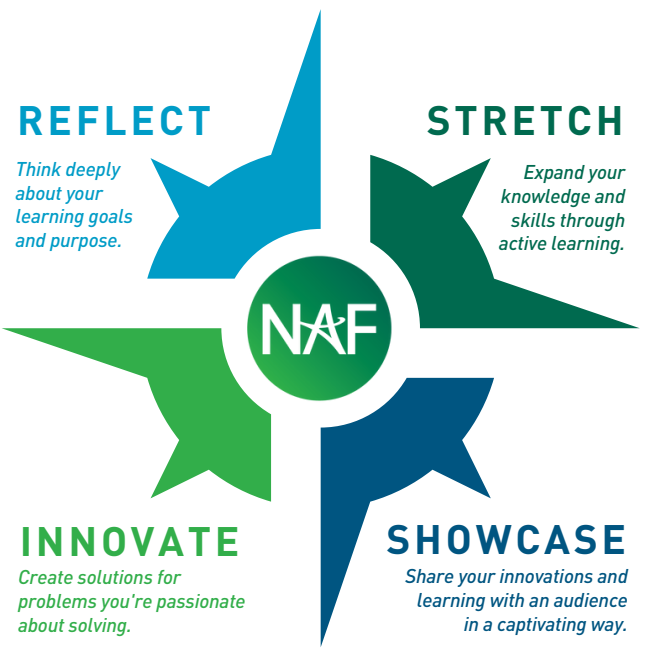 REFLECT
Think deeply
about your
learning goals
and purpose.
STRETCH
Expand your
knowledge and
skills through
active learning.
NAF
INNOVATE
Create solutions for
problems you're passionate
about solving.
SHOWCASE
Share your innovations and
learning with an audience
in a captivating way.